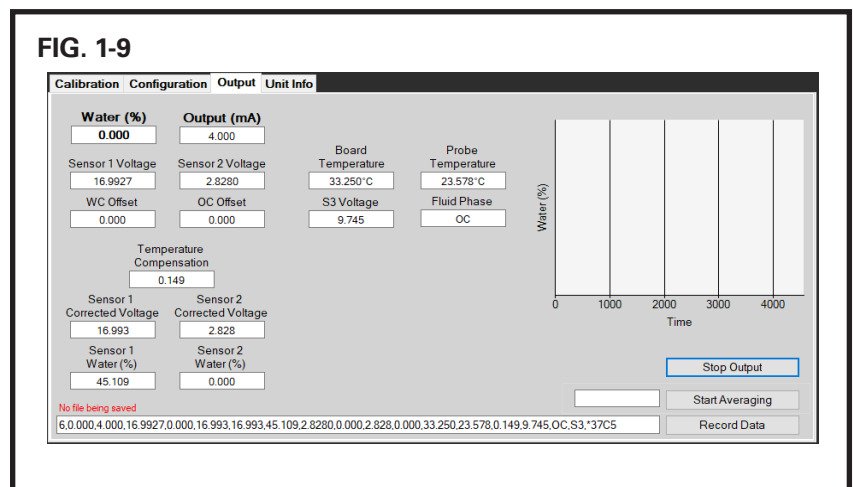 FIG. 1-9
Calibration Configuration Output Unit Info
Water (%) Output (mA)
0.000 4.000
Board Probe
Sensor 1 Voltage Sensor 2 Voltage Temperature Temperature
16.9927 2.8280 33.250°C 23.578°C
WC Offset OC Offset S3 Voltage Fluid Phase
0.000 0.000 9.745 OC
Temperature
Compensation
0.149
Sensor 1 Sensor 2
Corrected Voltage Corrected Voltage
16.993 2.828
Sensor 1 Sensor 2
Water (%) Water (%)
45.109 0.000
Water (%)
0 1000 2000 3000 4000
Time
Stop Output
Start Averaging
No file being saved
6,0.000,4.000,16.9927,0.000,16.993,16.993,45.109,2.8280,0.000,2.828,0.000,33.250,23.578,0.149,9.745,OC,S3,*37C5
Record Data